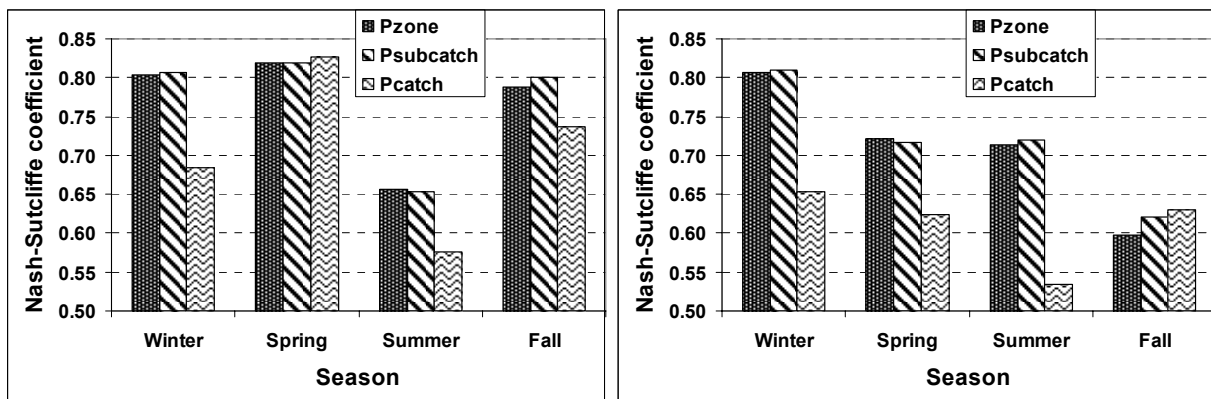 Pzone
Psubcatch
Pcatch
Nash-Sutcliffe coefficient
0.85
0.80
0.75
0.70
0.65
0.60
0.55
0.50
Winter Spring Summer Fall
Season
Pzone
Psubcatch
Pcatch
Nash-Sutcliffe coefficient
0.85
0.80
0.75
0.70
0.65
0.60
0.55
0.50
Winter Spring Summer Fall
Season